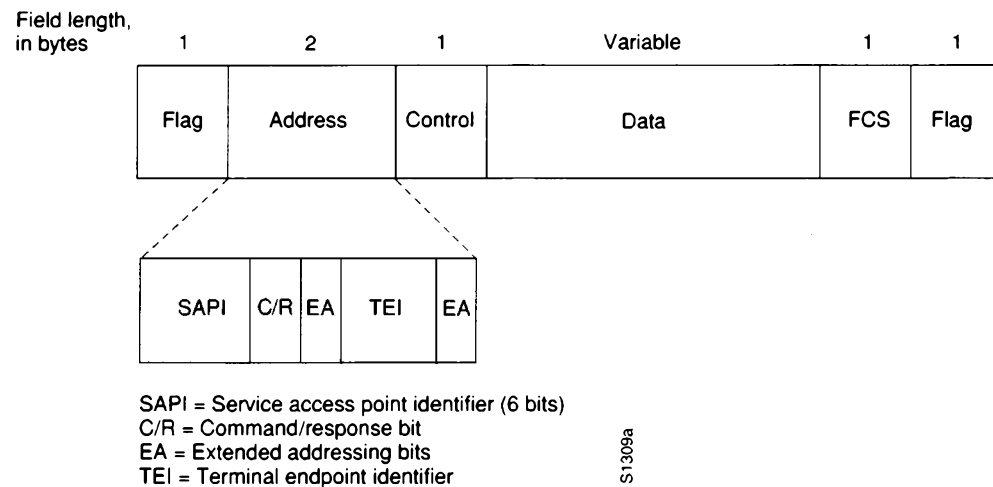 Field length,
in bytes 1 2 1 Variable 1 1
Flag Address Control Data FCS Flag
SAPI C/R EA TEI EA
SAPI = Service access point identifier (6 bits)
C/R = Command/response bit
EA = Extended addressing bits
TEI = Terminal endpoint identifier
S1309a